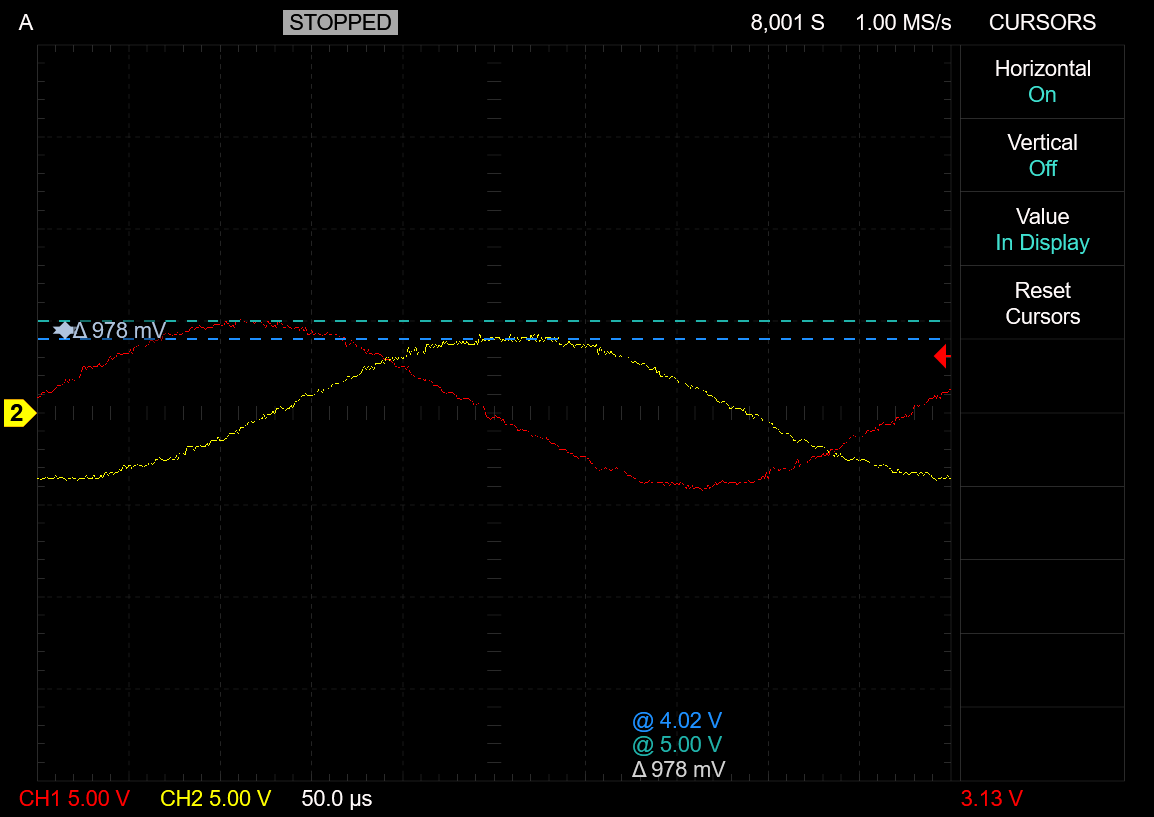 A STOPPED 8,001 S 1.00 MS/s CURSORS
Horizontal
On
Vertical
Off
Value
In Display
Reset
Cursors
Δ 978 mV
2
@ 4.02 V
@ 5.00 V
Δ 978 mV
CH1 5.00 V CH2 5.00 V 50.0 µs 3.13 V